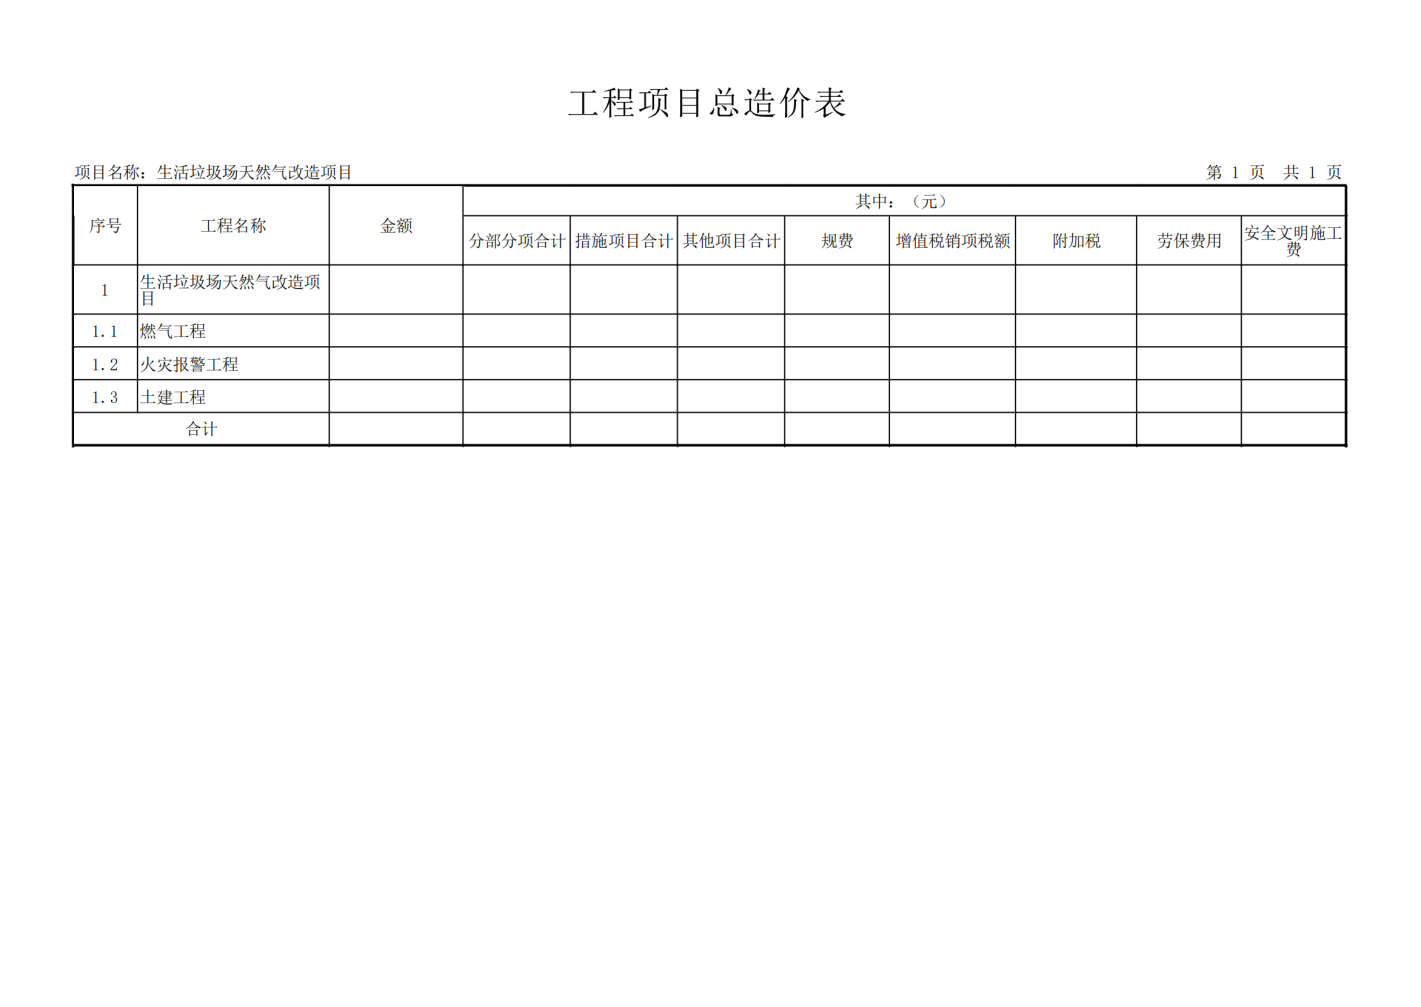 工程项目总造价表
项目名称：生活垃圾场天然气改造项目
第 1 页 共 1 页
序号
工程名称
金额
其中：（元）
分部分项合计
措施项目合计
其他项目合计
规费
增值税销项税额
附加税
劳保费用
安全文明施工
费
1
生活垃圾场天然气改造项
目
1.1
燃气工程
1.2
火灾报警工程
1.3
土建工程
合计